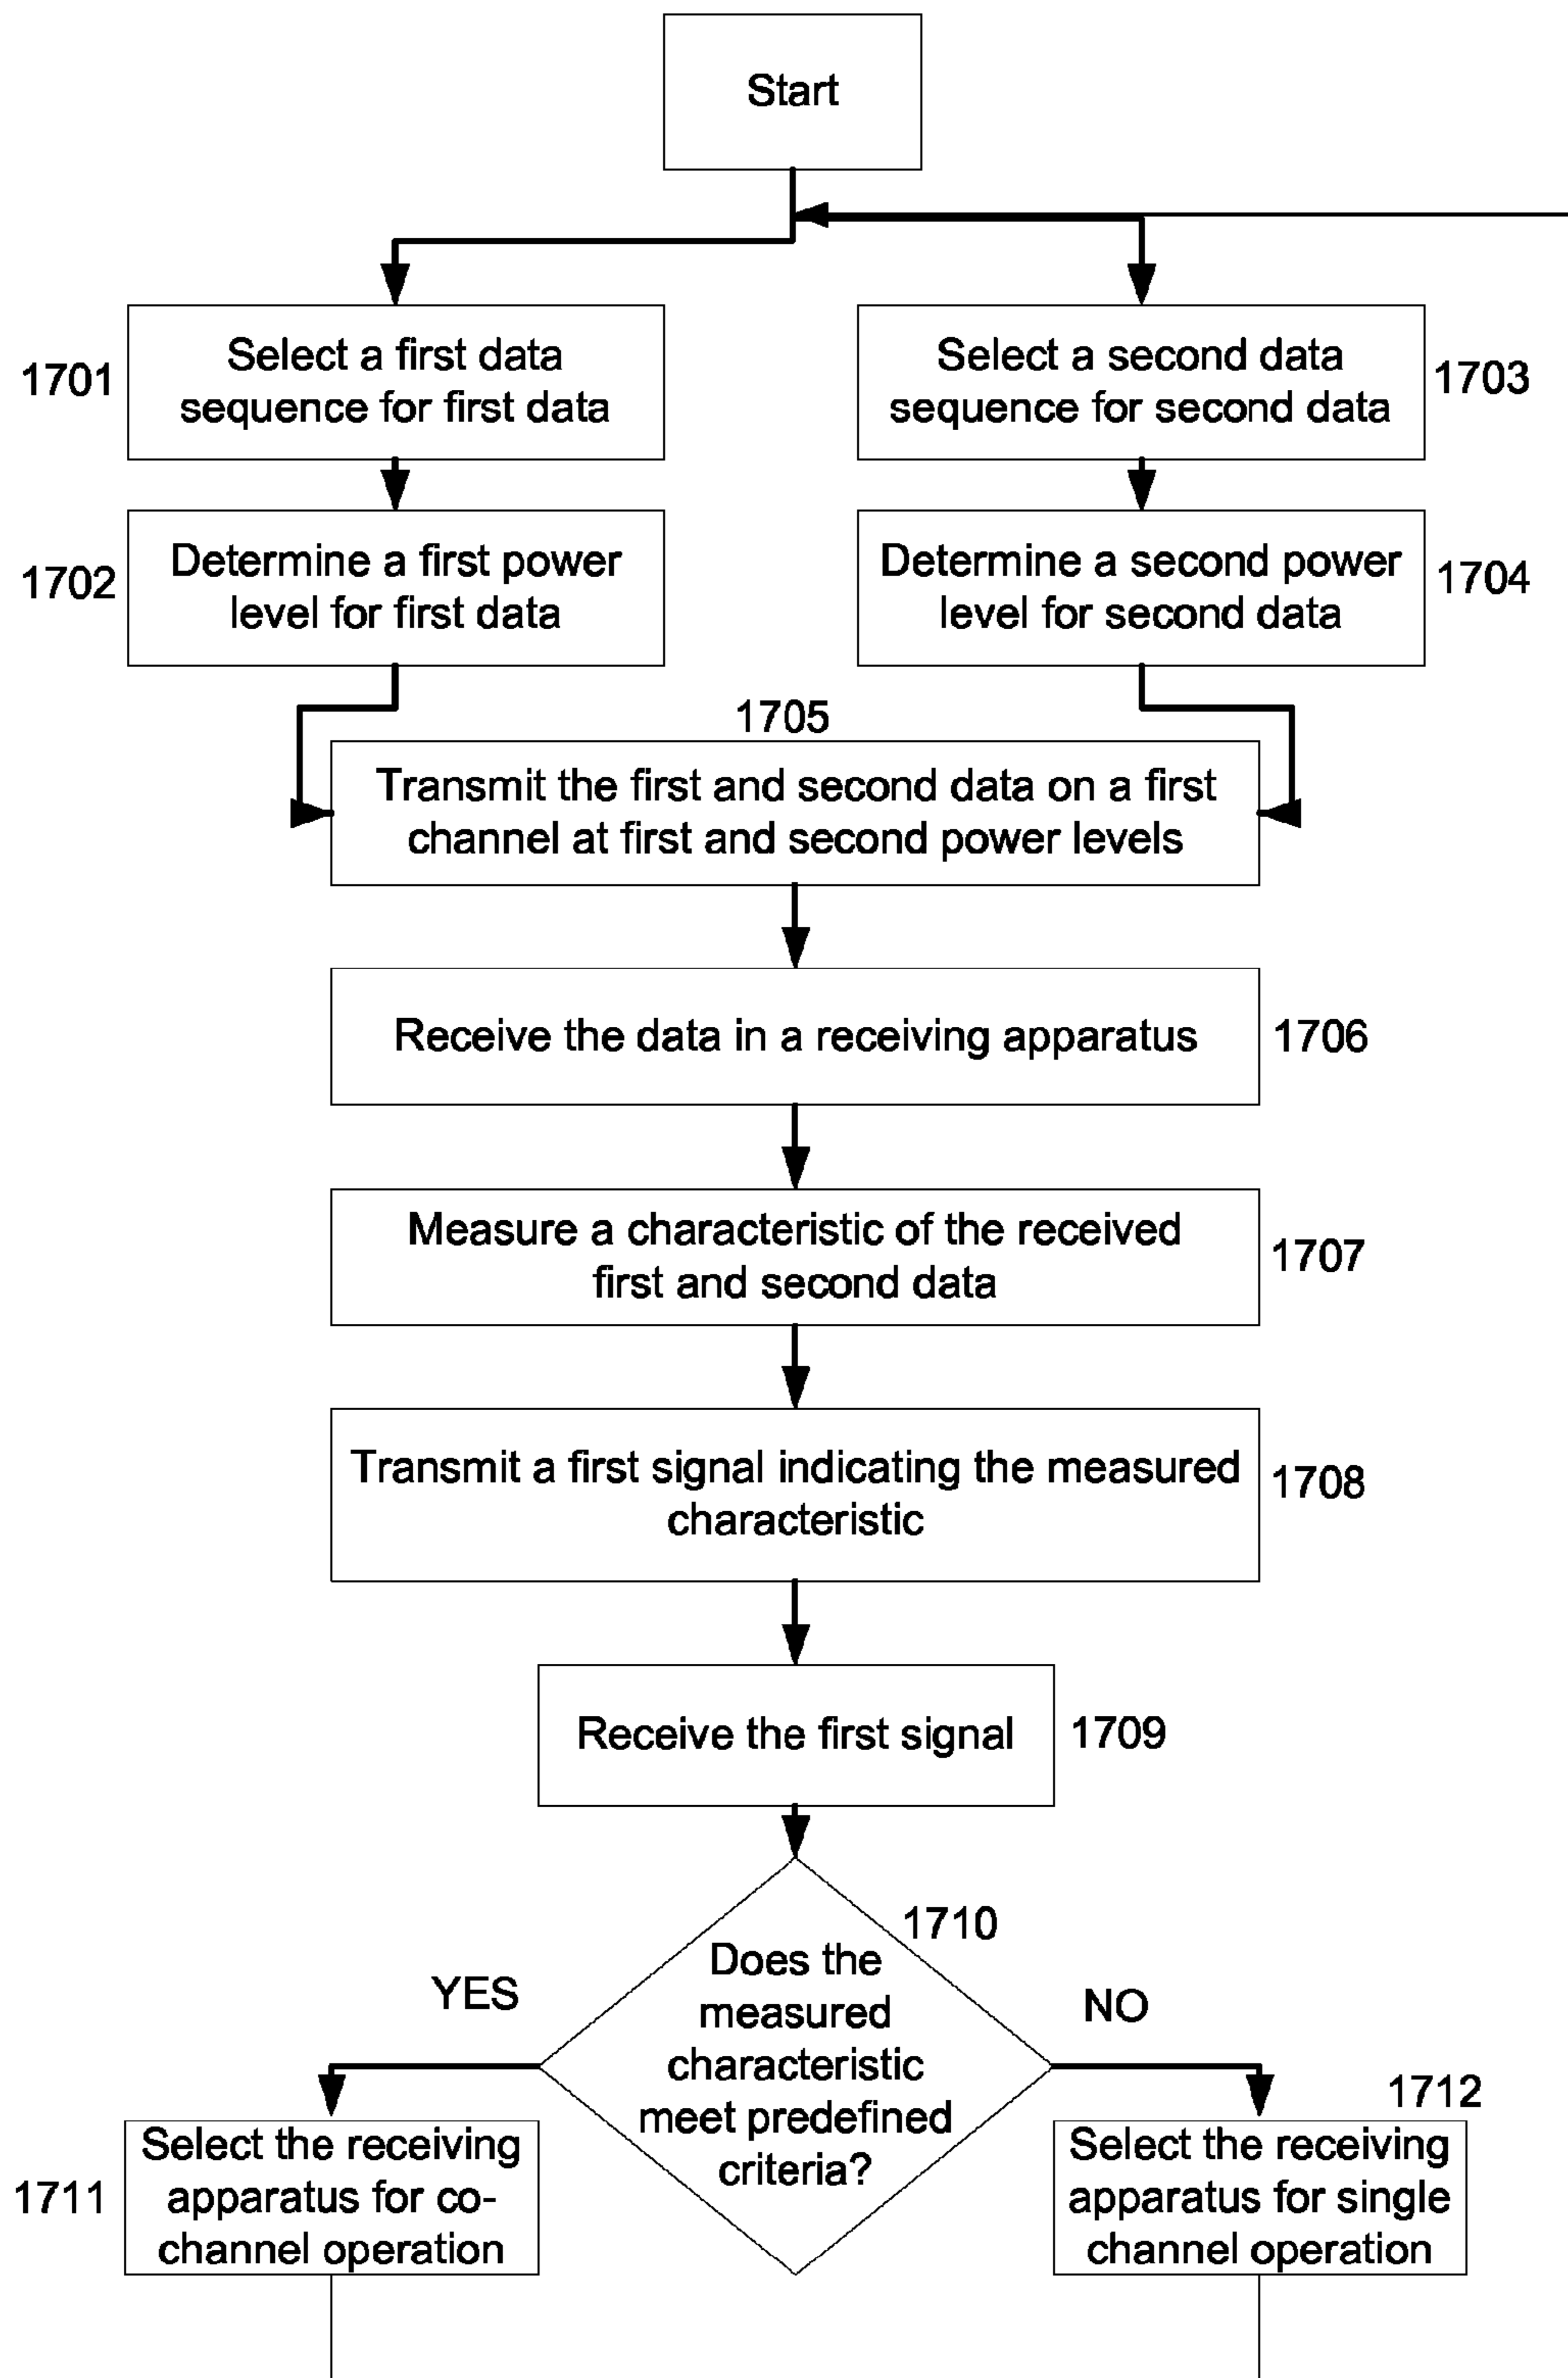 Start
1701
Select a first data
sequence for first data
Select a second data
sequence for second data
1703
1702
Determine a first power
level for first data
Determine a second power
level for second data
1704
1705
Transmit the first and second data on a first
channel at first and second power levels
Receive the data in a receiving apparatus
1706
Measure a characteristic of the received
first and second data
1707
Transmit a first signal indicating the measured
characteristic
1708
Receive the first signal
1709
1710
Does the
measured
characteristic
meet predefined
criteria?
YES
NO
1711
Select the receiving
apparatus for co-
channel operation
1712
Select the receiving
apparatus for single
channel operation